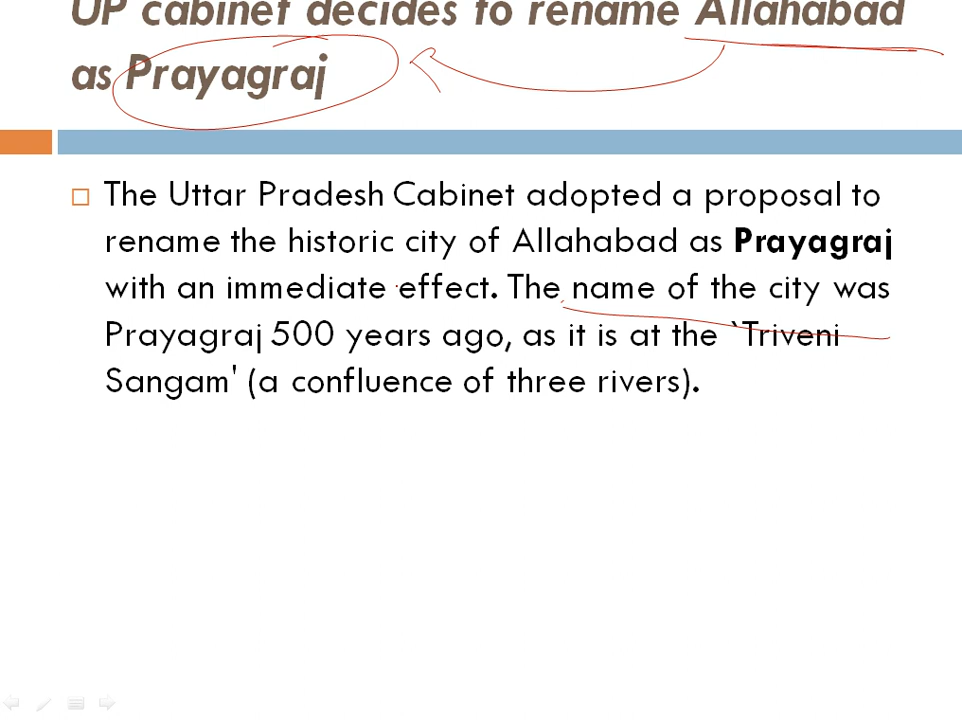 UP cabinet decides to rename Allahabad
as Prayagraj
The Uttar Pradesh Cabinet adopted a proposal to
rename the historic city of Allahabad as Prayagraj
with an immediate effect. The name of the city was
Prayagraj 500 years ago, as it is at the `Triveni
Sangam' (a confluence of three rivers).